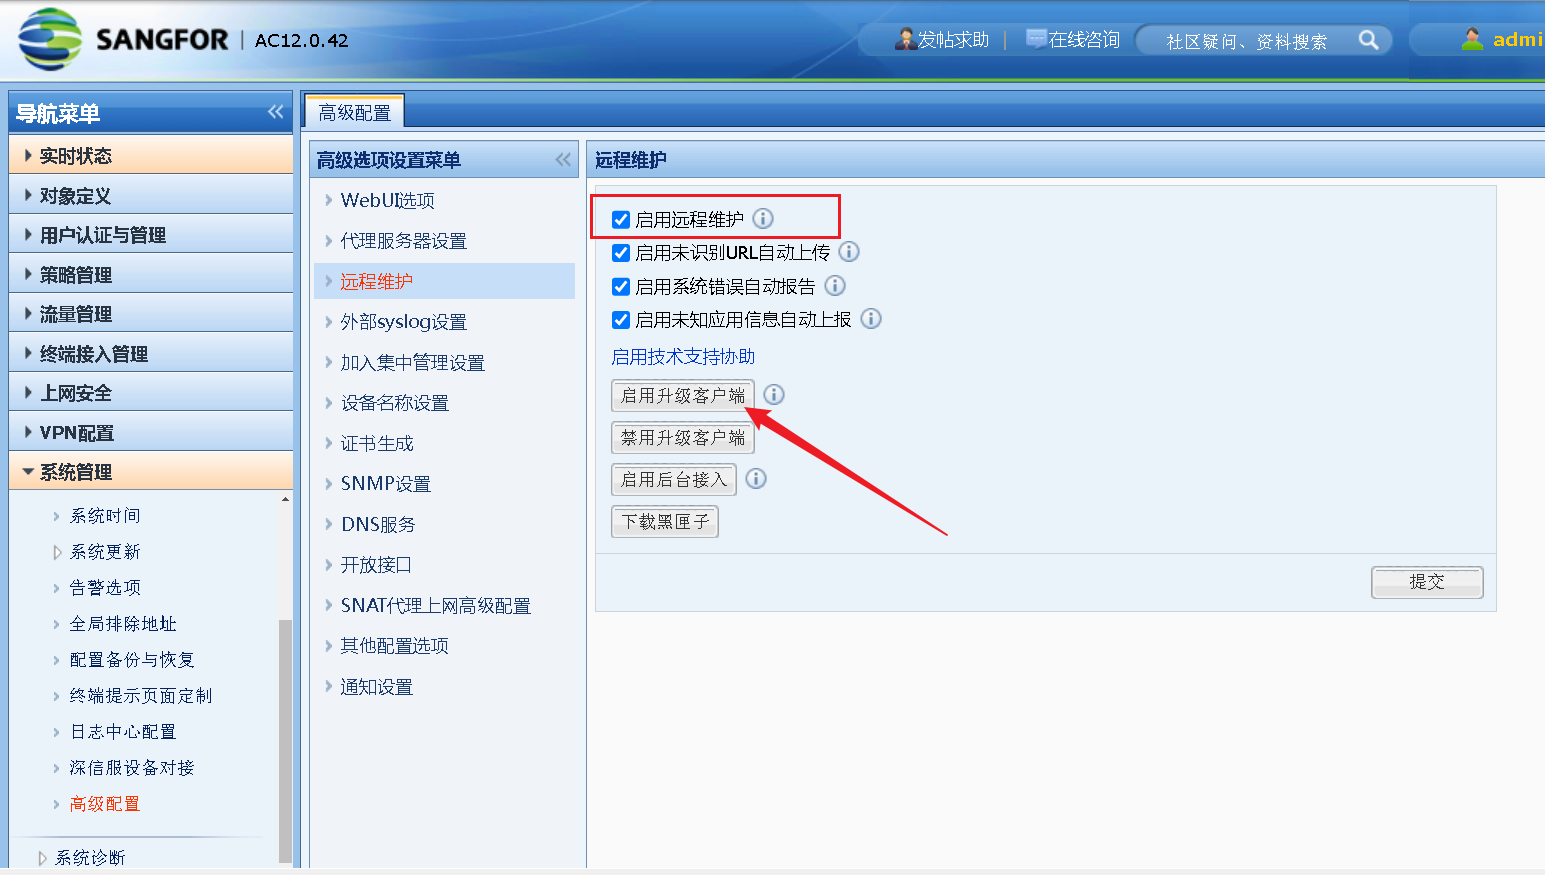 SANGFOR | AC12.0.42
发帖求助 | 在线咨询
社区疑问、资料搜索
admi
导航菜单
实时状态
对象定义
用户认证与管理
策略管理
流量管理
终端接入管理
上网安全
VPN配置
系统管理
系统时间
系统更新
告警选项
全局排除地址
配置备份与恢复
终端提示页面定制
日志中心配置
深信服设备对接
高级配置
系统诊断
高级配置
高级选项设置菜单
WebUI选项
代理服务器设置
远程维护
外部syslog设置
加入集中管理设置
设备名称设置
证书生成
SNMP设置
DNS服务
开放接口
SNAT代理上网高级配置
其他配置选项
通知设置
远程维护
启用远程维护
启用未识别URL自动上传
启用系统错误自动报告
启用未知应用信息自动上报
启用技术支持协助
启用升级客户端
禁用升级客户端
启用后台接入
下载黑匣子
提交